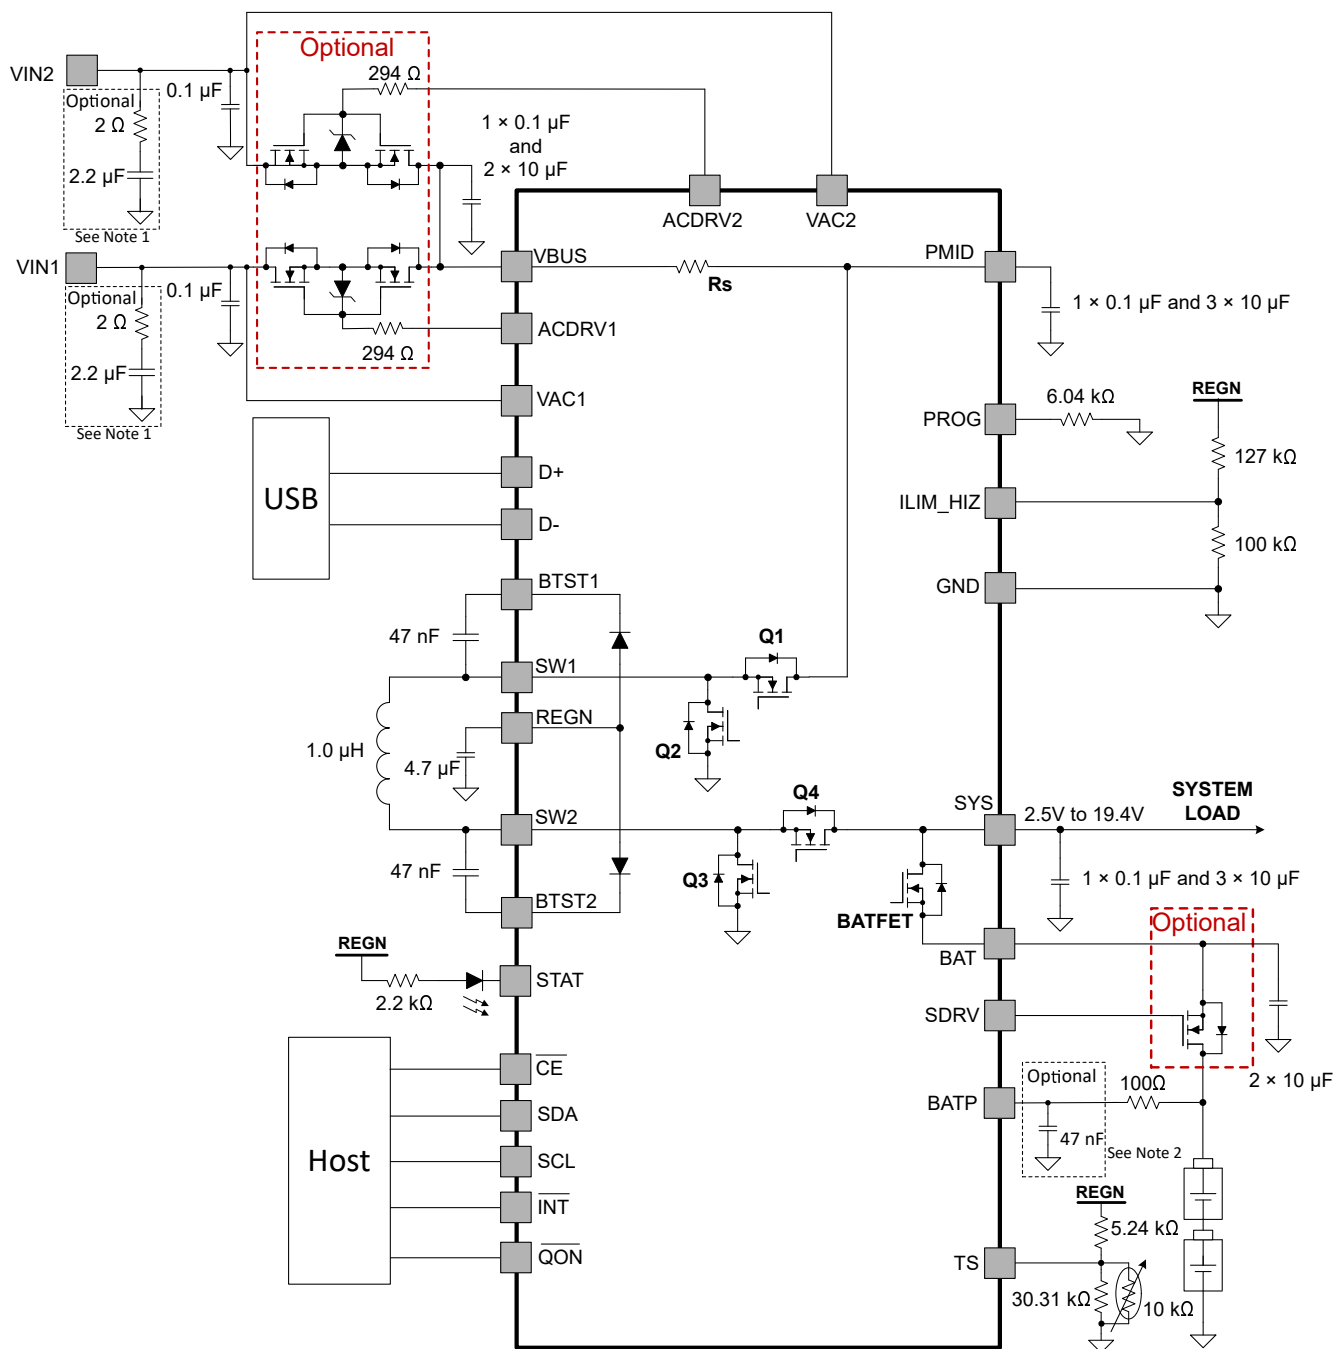 Optional
VIN2
294 Ω
0.1 µF
Optional
2 Ω
2.2 µF
See Note 1
1 × 0.1 µF
and
2 × 10 µF
ACDRV2
VAC2
VIN1
VBUS
Rs
PMID
0.1 µF
Optional
2 Ω
2.2 µF
See Note 1
294 Ω
ACDRV1
1 × 0.1 µF and 3 × 10 µF
VAC1
PROG
6.04 kΩ
REGN
127 kΩ
USB
D+
D-
ILIM_HIZ
100 kΩ
GND
BTST1
47 nF
Q1
SW1
REGN
Q2
1.0 µH
4.7 µF
Q4
SW2
SYS
2.5V to 19.4V
SYSTEM
LOAD
47 nF
Q3
BTST2
BATFET
1 × 0.1 µF and 3 × 10 µF
Optional
REGN
BAT
2.2 kΩ
STAT
SDRV
Host
CE
SDA
SCL
INT
QON
2 × 10 µF
BATP
Optional
47 nF
100Ω
See Note 2
REGN
5.24 kΩ
TS
30.31 kΩ
10 kΩ